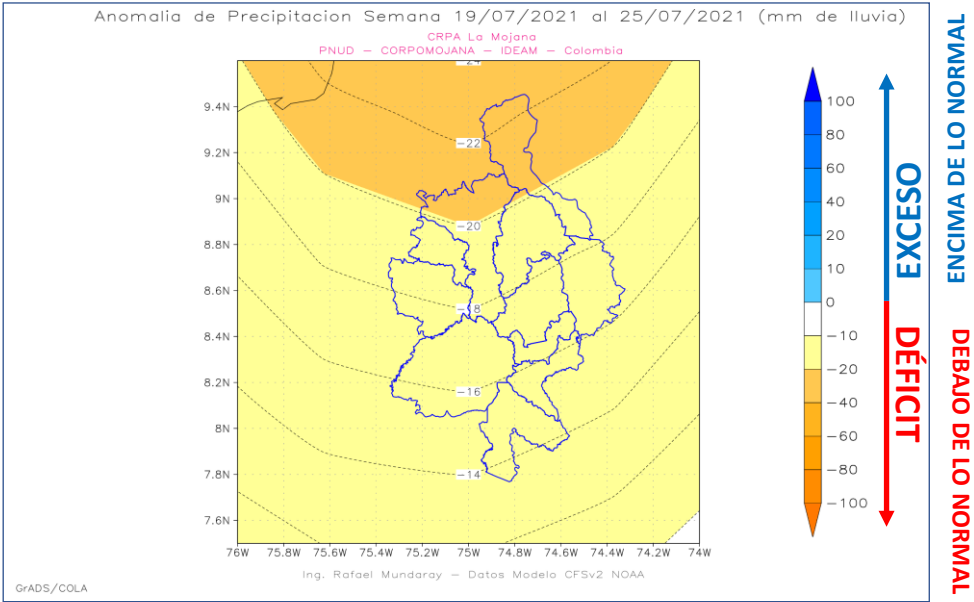 Anomalia de Precipitacion Semana 19/07/2021 al 25/07/2021 (mm de lluvia)
CRPA La Mojana
PNUD – CORPOMOJANA – IDEAM – Colombia
9.4N
9.2N
9N
8.8N
8.6N
8.4N
8.2N
8N
7.8N
7.6N
-24
-22
-20
-18
-16
-14
76W 75.8W 75.6W 75.4W 75.2W 75W 74.8W 74.6W 74.4W 74.2W 74W
100
80
60
40
20
10
0
-10
-20
-40
-60
-80
-100
EXCESO
DÉFICIT
ENCIMA DE LO NORMAL
DEBAJO DE LO NORMAL
Ing. Rafael Mundaray – Datos Modelo CFSv2 NOAA
GrADS/COLA